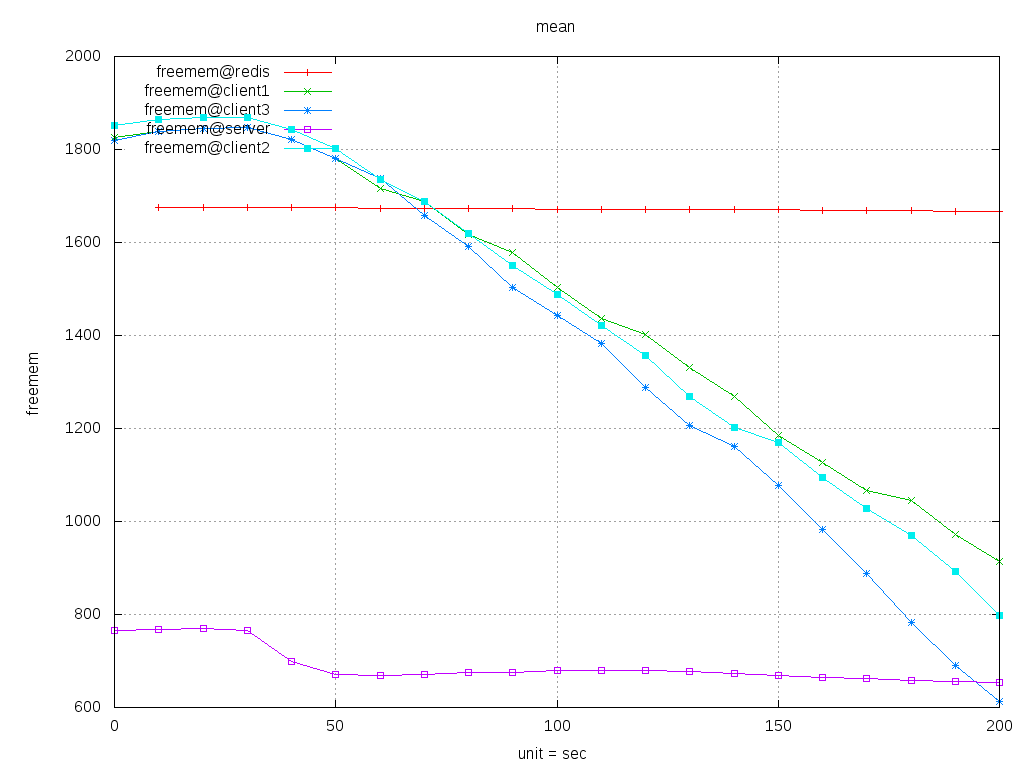 mean
2000
1800
1600
1400
1200
1000
800
600
freemem
freemem@redis
freemem@client1
freemem@client3
freemem@server
freemem@client2
0
50
100
150
200
unit = sec